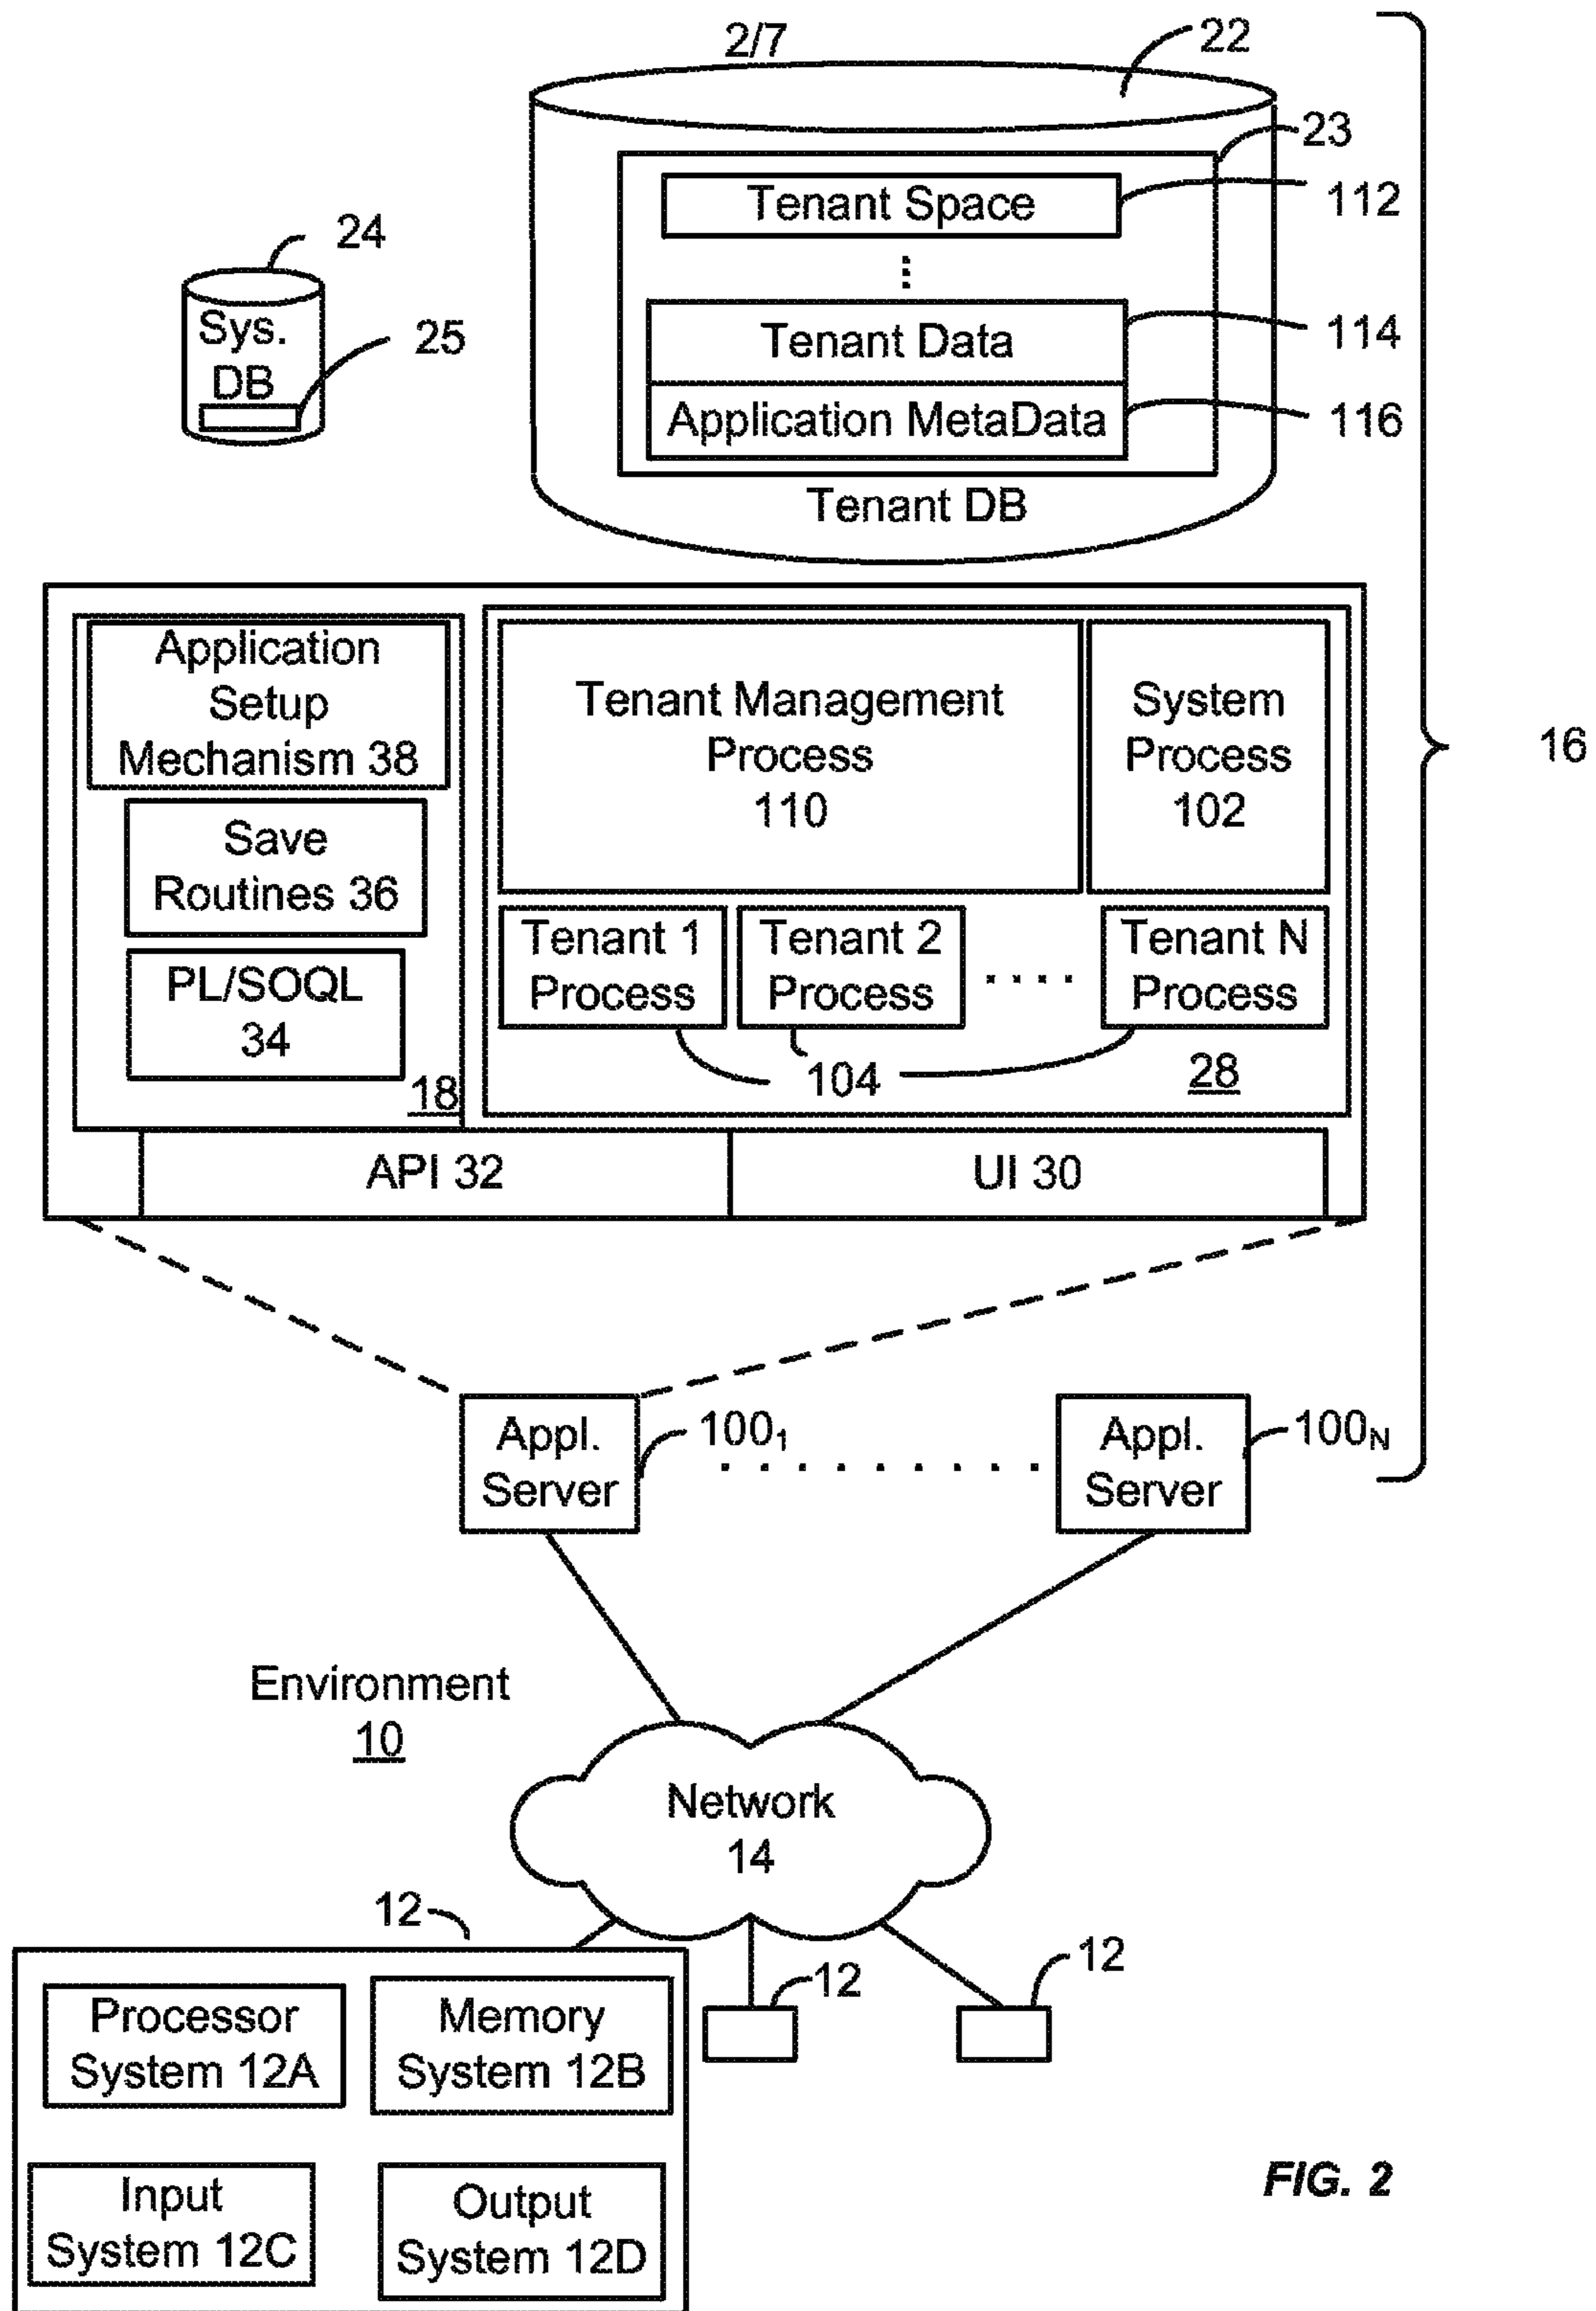 2/7
22
23
Tenant Space
112
24
Sys.
DB
25
Tenant Data
114
Application MetaData
116
Tenant DB
Application
Setup
Mechanism 38
Tenant Management
Process
110
System
Process
102
16
Save
Routines 36
Tenant 1
Process
Tenant 2
Process
Tenant N
Process
PL/SOQL
34
18
104
28
API 32
UI 30
Appl.
Server
100₁
Appl.
Server
100N
Environment
10
Network
14
12
12
12
Processor
System 12A
Memory
System 12B
Input
System 12C
Output
System 12D
FIG. 2